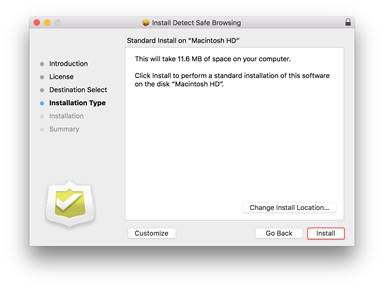 Install Detect Safe Browsing
Standard Install on “Macintosh HD”
Introduction
License
Destination Select
Installation Type
Installation
Summary
This will take 11.6 MB of space on your computer.
Click Install to perform a standard installation of this software
on the disk “Macintosh HD”.
Change Install Location...
Customize
Go Back
Install